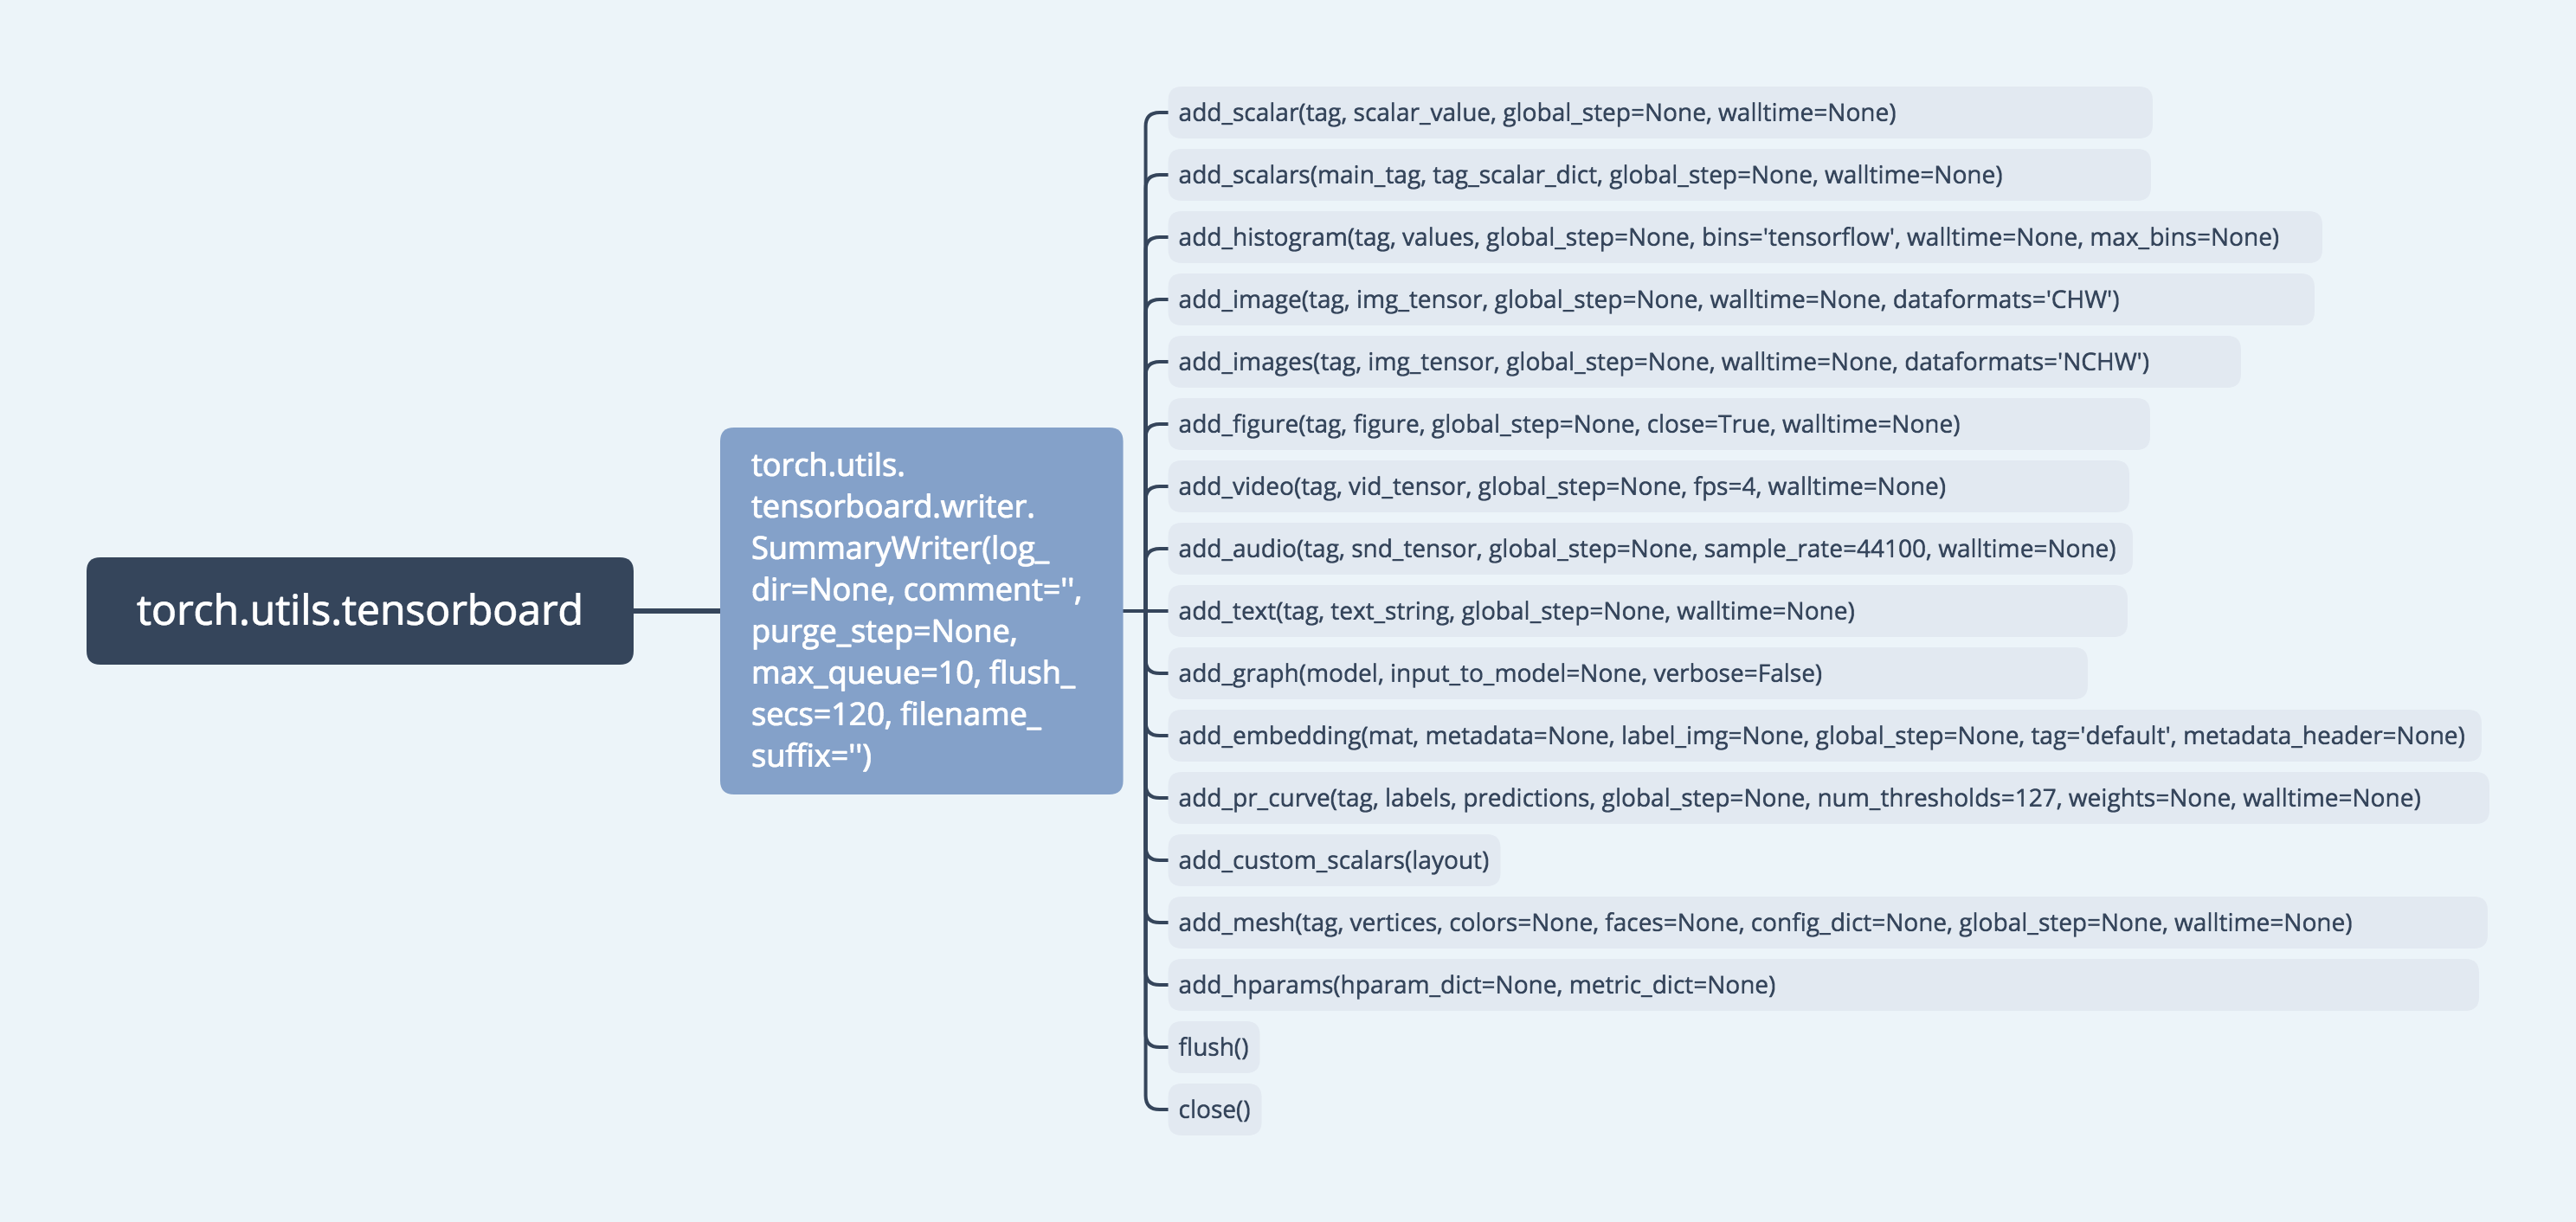 torch.utils.tensorboard
torch.utils.
tensorboard.writer.
SummaryWriter(log_
dir=None, comment='',
purge_step=None,
max_queue=10, flush_
secs=120, filename_
suffix='')
add_scalar(tag, scalar_value, global_step=None, walltime=None)
add_scalars(main_tag, tag_scalar_dict, global_step=None, walltime=None)
add_histogram(tag, values, global_step=None, bins='tensorflow', walltime=None, max_bins=None)
add_image(tag, img_tensor, global_step=None, walltime=None, dataformats='CHW')
add_images(tag, img_tensor, global_step=None, walltime=None, dataformats='NCHW')
add_figure(tag, figure, global_step=None, close=True, walltime=None)
add_video(tag, vid_tensor, global_step=None, fps=4, walltime=None)
add_audio(tag, snd_tensor, global_step=None, sample_rate=44100, walltime=None)
add_text(tag, text_string, global_step=None, walltime=None)
add_graph(model, input_to_model=None, verbose=False)
add_embedding(mat, metadata=None, label_img=None, global_step=None, tag='default', metadata_header=None)
add_pr_curve(tag, labels, predictions, global_step=None, num_thresholds=127, weights=None, walltime=None)
add_custom_scalars(layout)
add_mesh(tag, vertices, colors=None, faces=None, config_dict=None, global_step=None, walltime=None)
add_hparams(hparam_dict=None, metric_dict=None)
flush()
close()